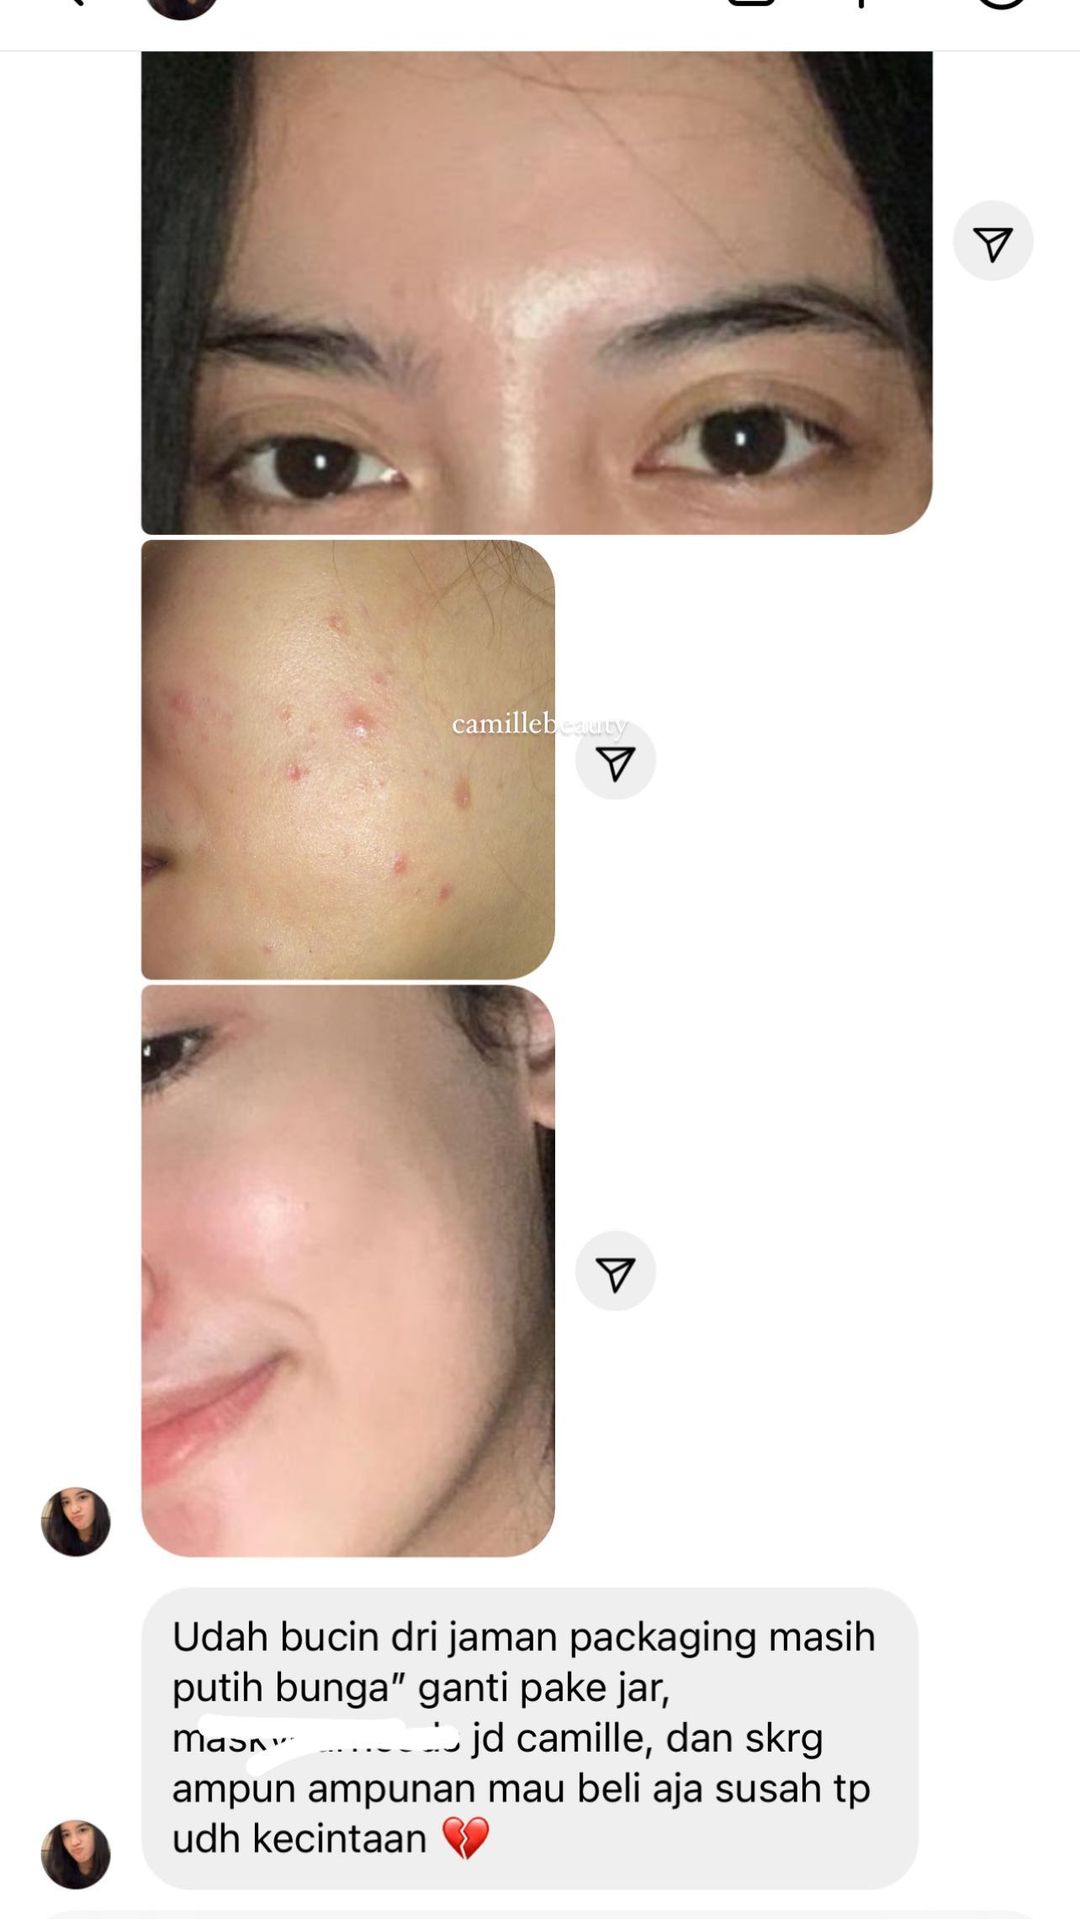 camillebeauty
Udah bucin dri jaman packaging masih
putih bunga” ganti pake jar,
jd camille, dan skrg
ampun ampunan mau beli aja susah tp
udh kecintaan 💔